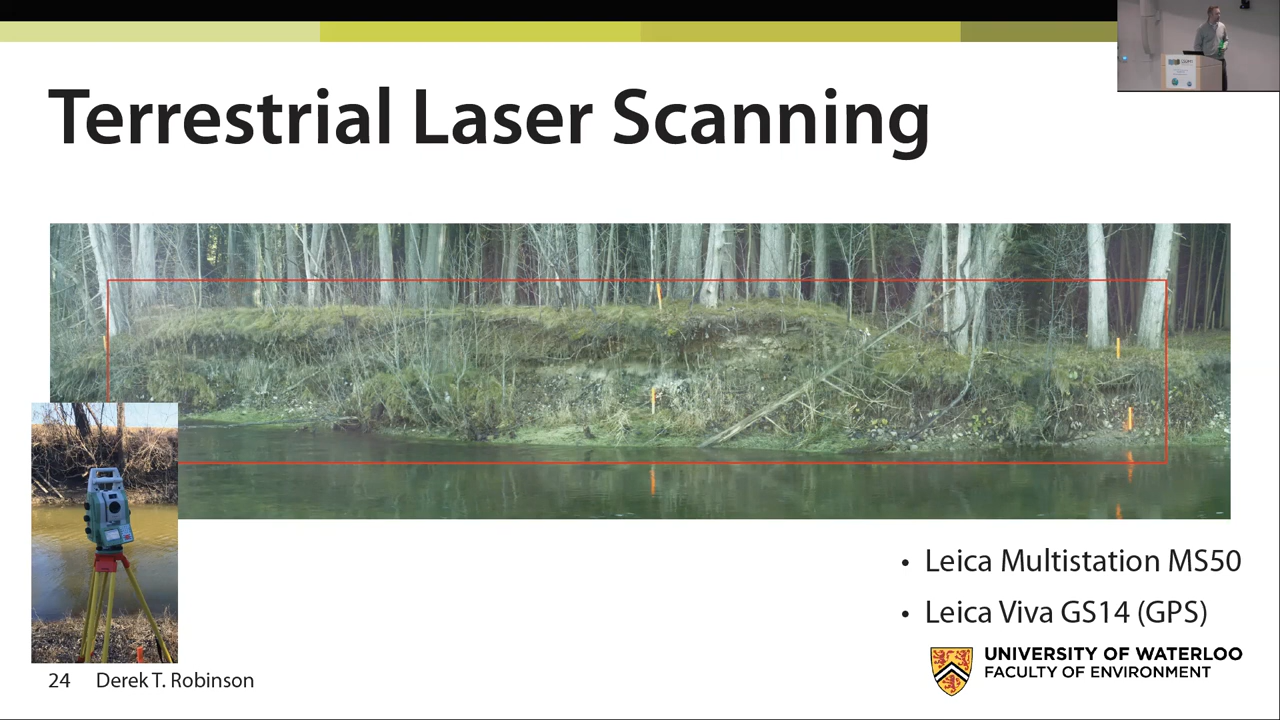 Terrestrial Laser Scanning
• Leica Multistation MS50
• Leica Viva GS14 (GPS)
UNIVERSITY OF WATERLOO
FACULTY OF ENVIRONMENT
24 Derek T. Robinson